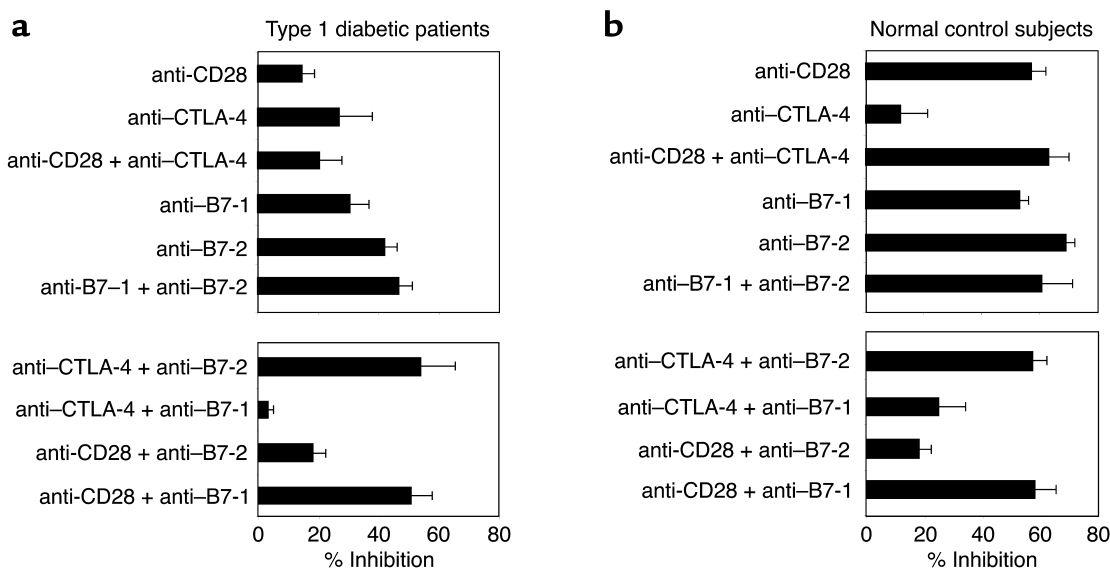 a
Type 1 diabetic patients
anti-CD28
anti–CTLA-4
anti-CD28 + anti–CTLA-4
anti–B7-1
anti–B7-2
anti-B7–1 + anti–B7-2
anti–CTLA-4 + anti–B7-2
anti–CTLA-4 + anti–B7-1
anti-CD28 + anti–B7-2
anti-CD28 + anti–B7-1
0 20 40 60 80
% Inhibition
b
Normal control subjects
anti-CD28
anti–CTLA-4
anti-CD28 + anti–CTLA-4
anti–B7-1
anti–B7-2
anti–B7-1 + anti–B7-2
anti–CTLA-4 + anti–B7-2
anti–CTLA-4 + anti–B7-1
anti-CD28 + anti–B7-2
anti-CD28 + anti–B7-1
0 20 40 60 80
% Inhibition